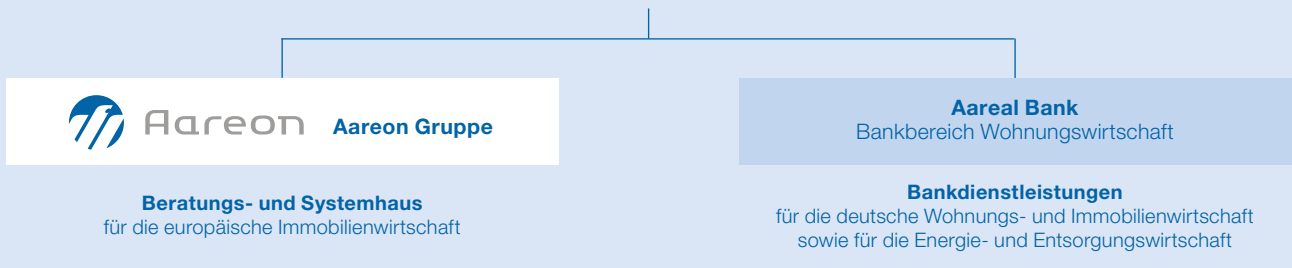 Aareon Aareon Gruppe
Beratungs- und Systemhaus
für die europäische Immobilienwirtschaft
Aareal Bank
Bankbereich Wohnungswirtschaft
Bankdienstleistungen
für die deutsche Wohnungs- und Immobilienwirtschaft
sowie für die Energie- und Entsorgungswirtschaft